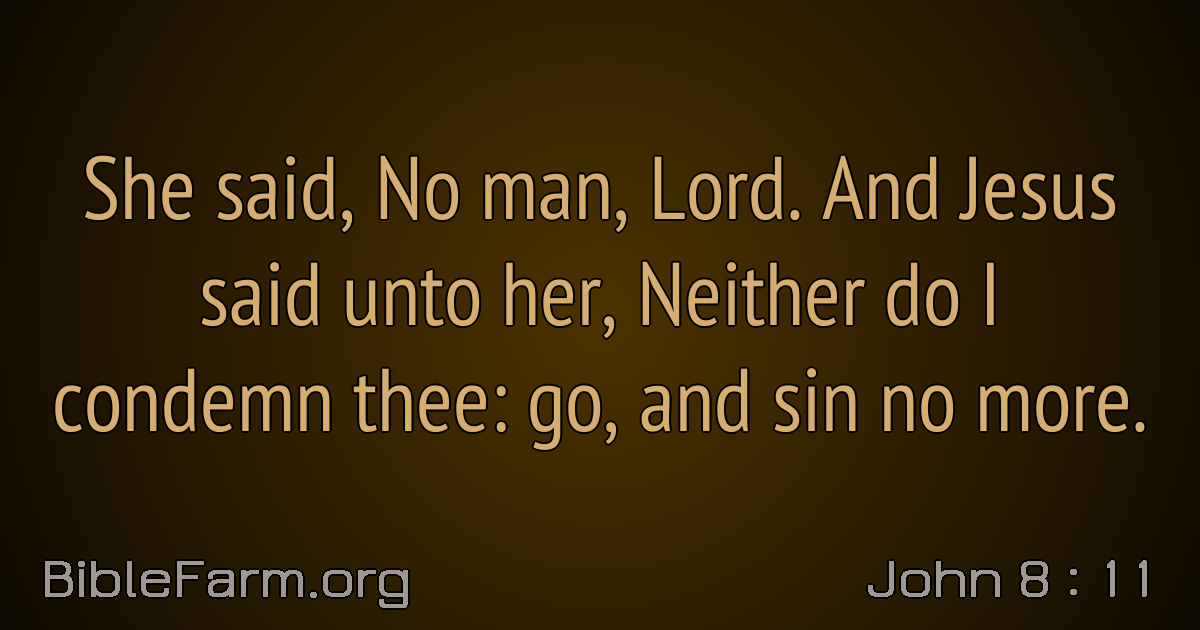 She said, No man, Lord. And Jesus
said unto her, Neither do I
condemn thee: go, and sin no more.
BibleFarm.org
John 8 : 11